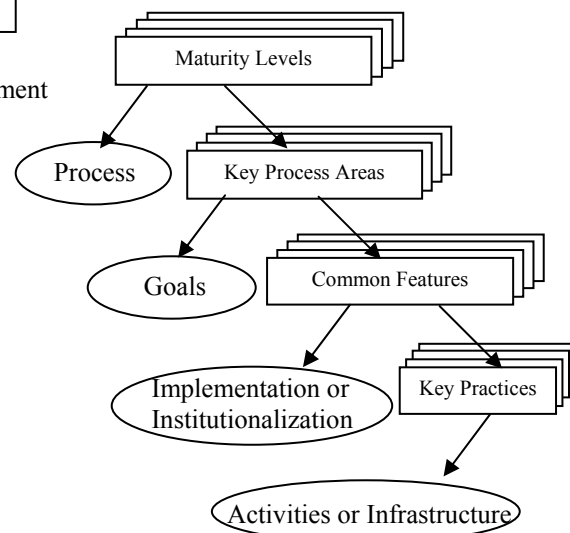 Maturity Levels
ment
Process
Key Process Areas
Goals
Common Features
Implementation or
Institutionalization
Key Practices
Activities or Infrastructure